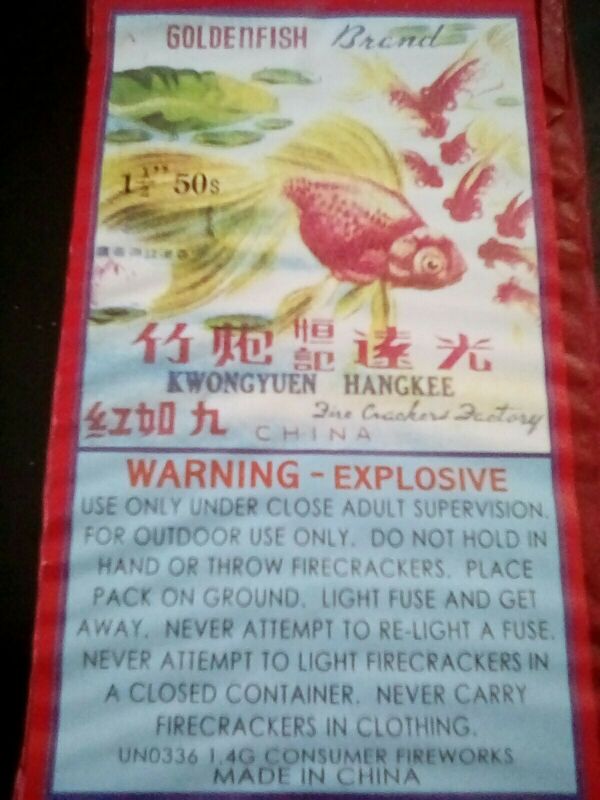 GOLDENFISH Brand
1 1/2" 50s
竹炮 恒記 遠光
KWONGYUEN HANGKEE
紅加九 Fire Crackers Factory
CHINA
WARNING - EXPLOSIVE
USE ONLY UNDER CLOSE ADULT SUPERVISION.
FOR OUTDOOR USE ONLY. DO NOT HOLD IN
HAND OR THROW FIRECRACKERS. PLACE
PACK ON GROUND. LIGHT FUSE AND GET
AWAY. NEVER ATTEMPT TO RE-LIGHT A FUSE.
NEVER ATTEMPT TO LIGHT FIRECRACKERS IN
A CLOSED CONTAINER. NEVER CARRY
FIRECRACKERS IN CLOTHING.
UN0336 1.4G CONSUMER FIREWORKS
MADE IN CHINA